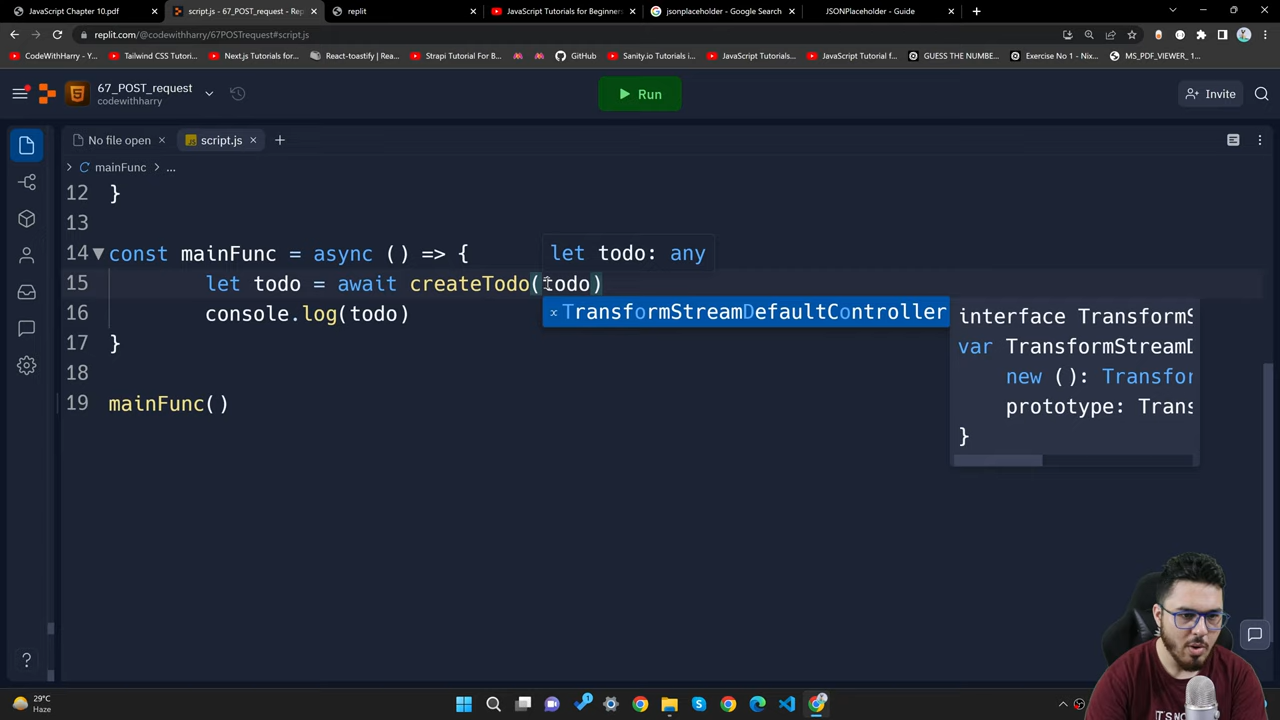 JavaScript Chapter 10.pdf
script.js - 67_POST_request - Rep
replit
JavaScript Tutorials for Beginner
jsonplaceholder - Google Search
JSONPlaceholder - Guide
replit.com/@codewithharry/67POSTrequest#script.js
CodeWithHarry - Y...
Tailwind CSS Tutori...
Next.js Tutorials for...
React-toastify | Rea...
Strapi Tutorial For B...
GitHub
Sanity.io Tutorials i...
JavaScript Tutorials...
JavaScript Tutorial f...
GUESS THE NUMBE...
Exercise No 1 - Nix...
MS_PDF_VIEWER_1...
67_POST_request
codewithharry
Run
Invite
No file open
script.js
mainFunc > ...
12 }
13
let todo: any
14 const mainFunc = async () => {
15 let todo = await createTodo(todo)
TransformStreamDefaultController
16 console.log(todo)
17 }
18
19 mainFunc()
interface TransformS
var TransformStreamD
new (): Transfor
prototype: Trans
}
?
29°C
Haze
IT'S NO